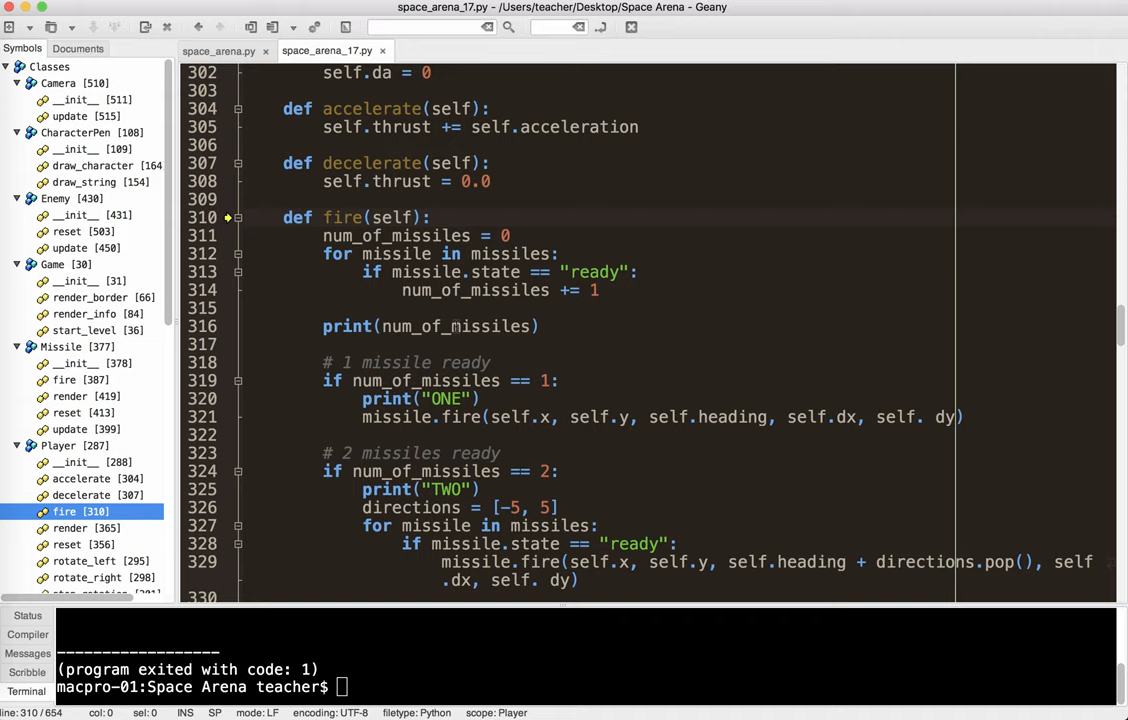 space_arena_17.py - /Users/teacher/Desktop/Space Arena - Geany
Symbols Documents
space_arena.py × space_arena_17.py ×
Classes
Camera [510]
__init__ [511]
update [515]
CharacterPen [108]
__init__ [109]
draw_character [164]
draw_string [154]
Enemy [430]
__init__ [431]
reset [503]
update [450]
Game [30]
__init__ [31]
render_border [66]
render_info [84]
start_level [36]
Missile [377]
__init__ [378]
fire [387]
render [419]
reset [413]
update [399]
Player [287]
__init__ [288]
accelerate [304]
decelerate [307]
fire [310]
render [365]
reset [356]
rotate_left [295]
rotate_right [298]
302 self.da = 0
303
304 def accelerate(self):
305 self.thrust += self.acceleration
306
307 def decelerate(self):
308 self.thrust = 0.0
309
310 def fire(self):
311 num_of_missiles = 0
312 for missile in missiles:
313 if missile.state == "ready":
314 num_of_missiles += 1
315
316 print(num_of_missiles)
317
318 # 1 missile ready
319 if num_of_missiles == 1:
320 print("ONE")
321 missile.fire(self.x, self.y, self.heading, self.dx, self. dy)
322
323 # 2 missiles ready
324 if num_of_missiles == 2:
325 print("TWO")
326 directions = [-5, 5]
327 for missile in missiles:
328 if missile.state == "ready":
329 missile.fire(self.x, self.y, self.heading + directions.pop(), self
.dx, self. dy)
330
Status
Compiler
Messages
Scribble
Terminal
------------------
(program exited with code: 1)
macpro-01:Space Arena teacher$
line: 310 / 654 col: 0 sel: 0 INS SP mode: LF encoding: UTF-8 filetype: Python scope: Player